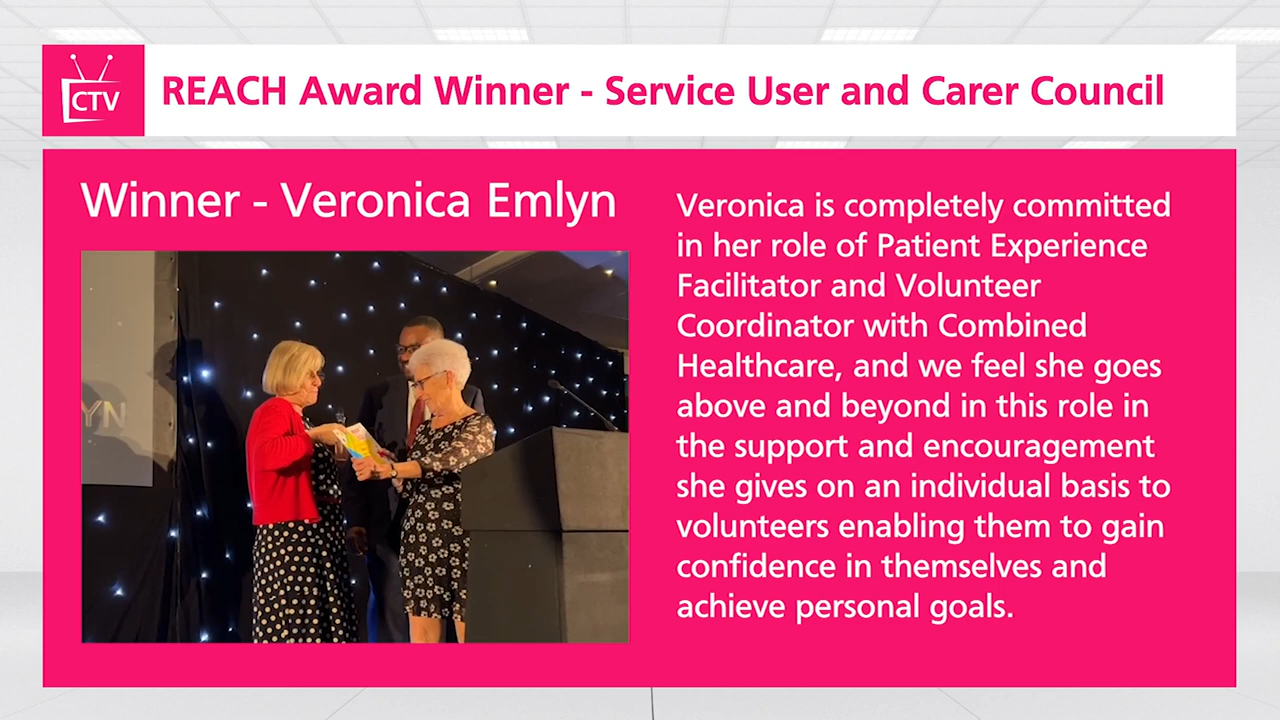 CTV
REACH Award Winner - Service User and Carer Council
Winner - Veronica Emlyn
YN
Veronica is completely committed
in her role of Patient Experience
Facilitator and Volunteer
Coordinator with Combined
Healthcare, and we feel she goes
above and beyond in this role in
the support and encouragement
she gives on an individual basis to
volunteers enabling them to gain
confidence in themselves and
achieve personal goals.